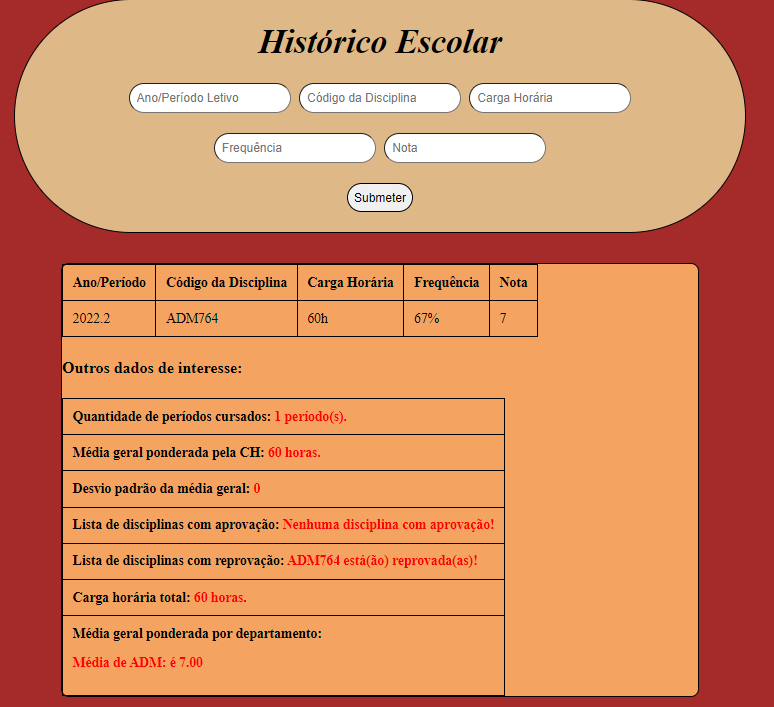 Histórico Escolar
Ano/Período Letivo Código da Disciplina Carga Horária
Frequência Nota
Submeter
Ano/Período Código da Disciplina Carga Horária Frequência Nota
2022.2 ADM764 60h 67% 7
Outros dados de interesse:
Quantidade de períodos cursados: 1 período(s).
Média geral ponderada pela CH: 60 horas.
Desvio padrão da média geral: 0
Lista de disciplinas com aprovação: Nenhuma disciplina com aprovação!
Lista de disciplinas com reprovação: ADM764 está(ão) reprovada(as)!
Carga horária total: 60 horas.
Média geral ponderada por departamento:
Média de ADM: é 7.00